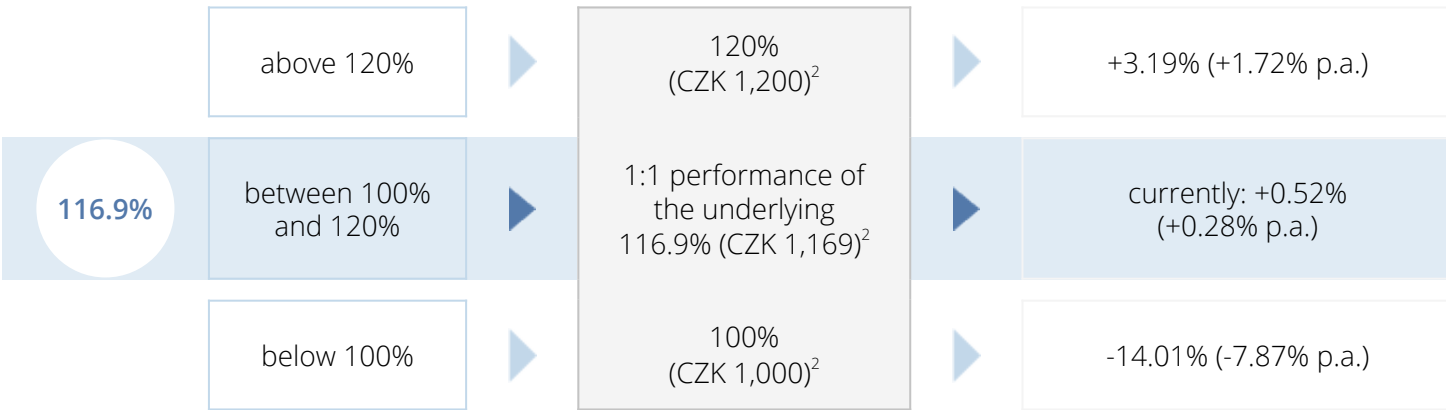 above 120%
120%
(CZK 1,200)²
+3.19% (+1.72% p.a.)
116.9%
between 100%
and 120%
1:1 performance of
the underlying
116.9% (CZK 1,169)²
currently: +0.52%
(+0.28% p.a.)
below 100%
100%
(CZK 1,000)²
-14.01% (-7.87% p.a.)